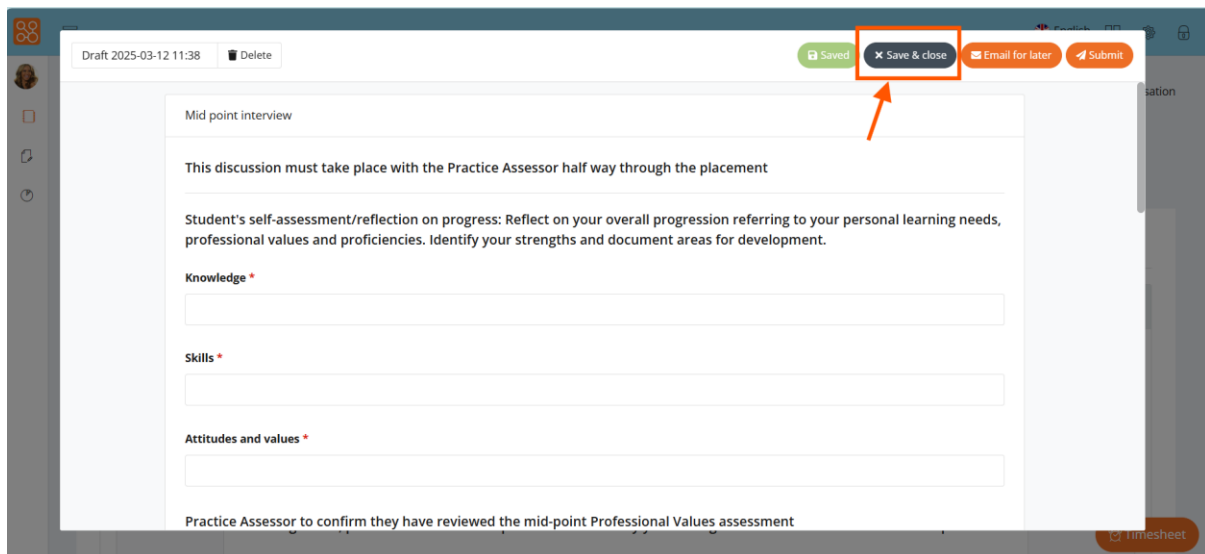 English
Draft 2025-03-12 11:38
Delete
Saved
Save & close
Email for later
Submit
sation
Mid point interview
This discussion must take place with the Practice Assessor half way through the placement
Student's self-assessment/reflection on progress: Reflect on your overall progression referring to your personal learning needs,
professional values and proficiencies. Identify your strengths and document areas for development.
Knowledge *
Skills *
Attitudes and values *
Practice Assessor to confirm they have reviewed the mid-point Professional Values assessment
Timesheet